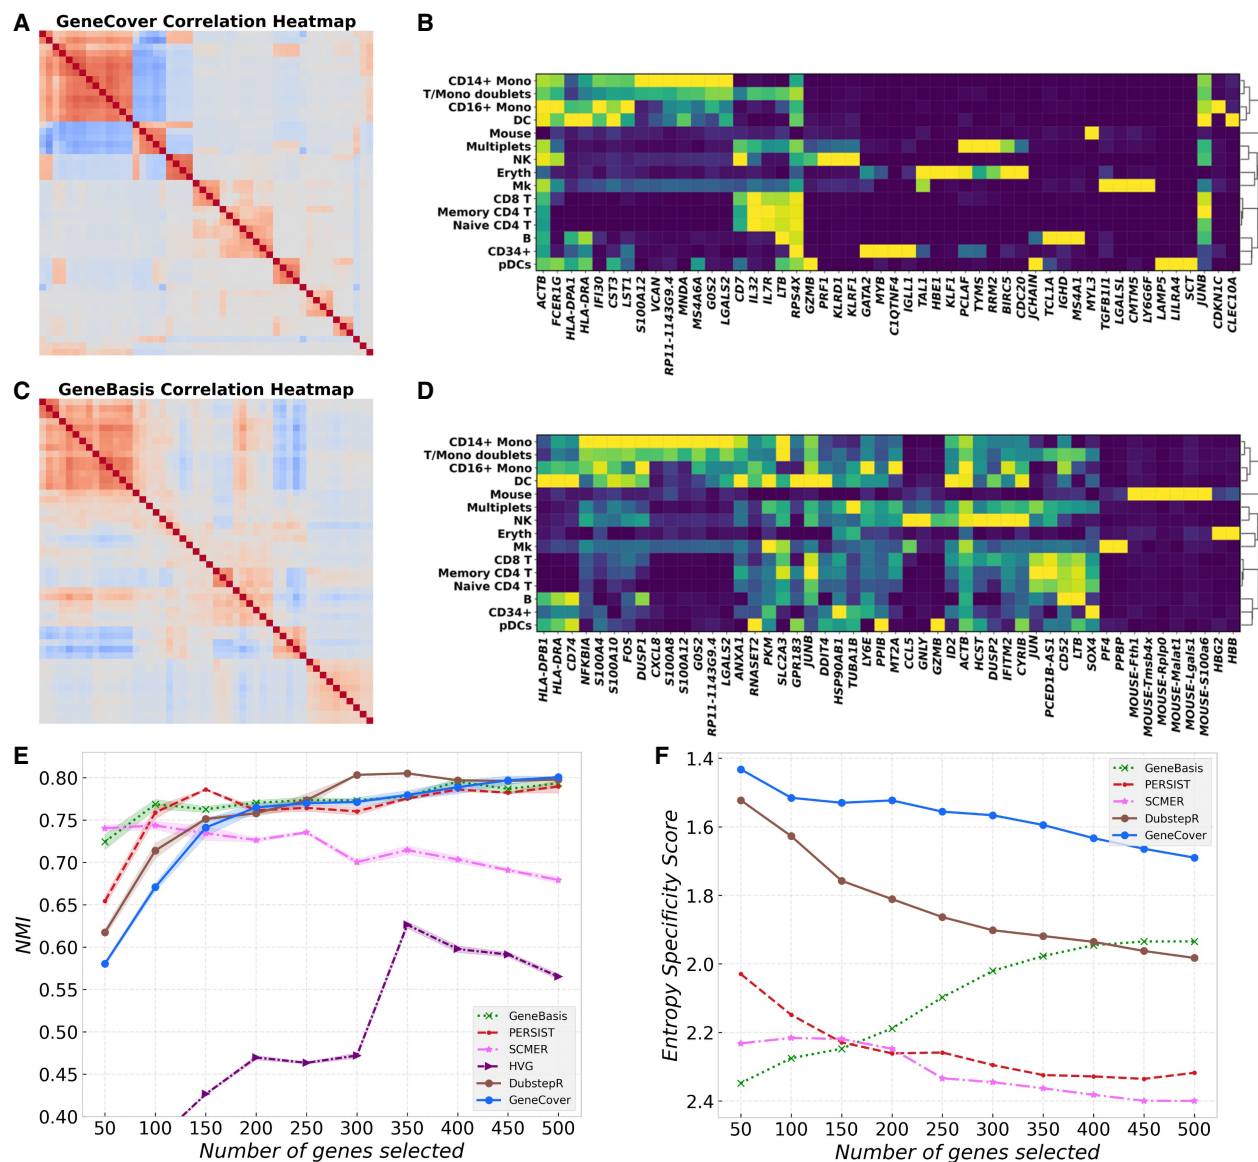 A
GeneCover Correlation Heatmap
B
CD14+ Mono
T/Mono doublets
CD16+ Mono
DC
Mouse
Multiplets
NK
Eryth
Mk
CD8 T
Memory CD4 T
Naive CD4 T
B
CD34+
pDCs
ACTB
FCER1G
HLA-DPA1
HLA-DRA
IFI30
CST3
LST1
S100A12
VCAN
RP11-1143G9.4
MNDA
MS4A6A
G0S2
LGALS2
CD7
IL32
IL7R
LTB
RPS4X
GZMB
PRF1
KLRD1
KLRF1
GATA2
MYB
C1QTNF4
IGLL1
TAL1
HBE1
KLF1
PCLAF
TYMS
RRM2
BIRC5
CDC20
JCHAIN
TCL1A
IGHD
MS4A1
MYL3
TGFB1I1
LGALSL
CMTM5
LY6G6F
LAMP5
LILRA4
SCT
JUNB
CDKN1C
CLEC10A
C
GeneBasis Correlation Heatmap
D
CD14+ Mono
T/Mono doublets
CD16+ Mono
DC
Mouse
Multiplets
NK
Eryth
Mk
CD8 T
Memory CD4 T
Naive CD4 T
B
CD34+
pDCs
HLA-DPB1
HLA-DRA
CD74
NFKBIA
S100A4
S100A10
FOS
DUSP1
CXCL8
S100A8
S100A12
G0S2
RP11-1143G9.4
LGALS2
ANXA1
RNASET2
PKM
SLC2A3
GPR183
JUNB
DDIT4
HSP90AB1
TUBA1B
LY6E
PPIB
MT2A
CCL5
GNLY
GZMB
ID2
ACTB
HCST
DUSP2
IFITM2
CYRIB
JUN
PCED1B-AS1
CD52
LTB
SOX4
PF4
PPBP
MOUSE-Fth1
MOUSE-Tmsb4x
MOUSE-Rplp0
MOUSE-Malat1
MOUSE-Lgals1
MOUSE-S100a6
HBG2
HBB
E
NMI
0.80
0.75
0.70
0.65
0.60
0.55
0.50
0.45
0.40
GeneBasis
PERSIST
SCMER
HVG
DubstepR
GeneCover
50 100 150 200 250 300 350 400 450 500
Number of genes selected
F
Entropy Specificity Score
1.4
1.6
1.8
2.0
2.2
2.4
GeneBasis
PERSIST
SCMER
DubstepR
GeneCover
50 100 150 200 250 300 350 400 450 500
Number of genes selected